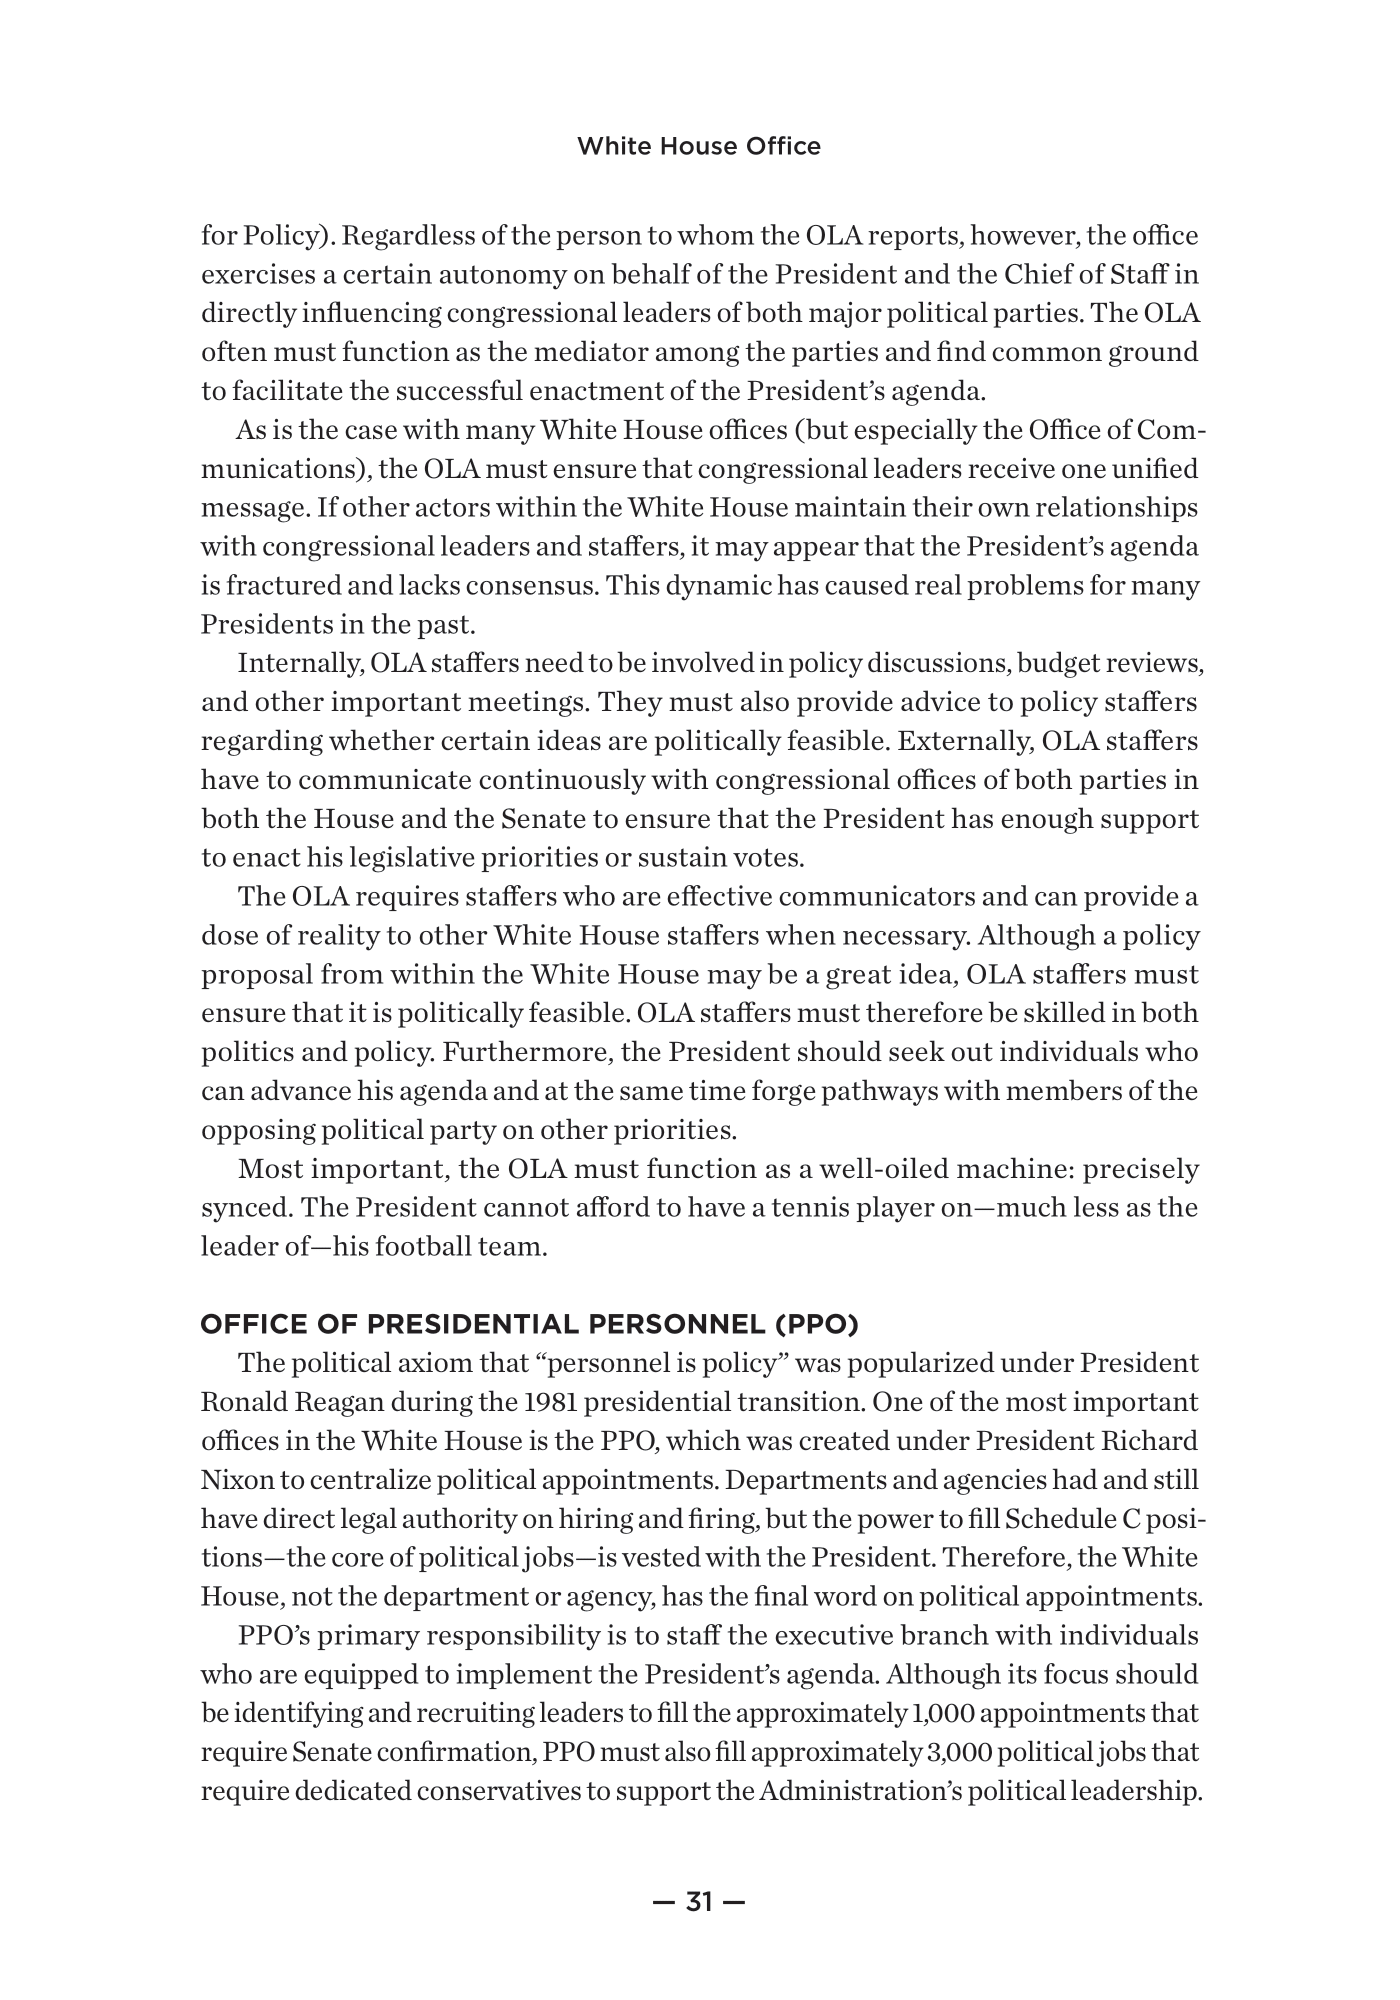 White House Office
for Policy). Regardless of the person to whom the OLA reports, however, the office
exercises a certain autonomy on behalf of the President and the Chief of Staff in
directly influencing congressional leaders of both major political parties. The OLA
often must function as the mediator among the parties and find common ground
to facilitate the successful enactment of the President’s agenda.
As is the case with many White House offices (but especially the Office of Com-
munications), the OLA must ensure that congressional leaders receive one unified
message. If other actors within the White House maintain their own relationships
with congressional leaders and staffers, it may appear that the President’s agenda
is fractured and lacks consensus. This dynamic has caused real problems for many
Presidents in the past.
Internally, OLA staffers need to be involved in policy discussions, budget reviews,
and other important meetings. They must also provide advice to policy staffers
regarding whether certain ideas are politically feasible. Externally, OLA staffers
have to communicate continuously with congressional offices of both parties in
both the House and the Senate to ensure that the President has enough support
to enact his legislative priorities or sustain votes.
The OLA requires staffers who are effective communicators and can provide a
dose of reality to other White House staffers when necessary. Although a policy
proposal from within the White House may be a great idea, OLA staffers must
ensure that it is politically feasible. OLA staffers must therefore be skilled in both
politics and policy. Furthermore, the President should seek out individuals who
can advance his agenda and at the same time forge pathways with members of the
opposing political party on other priorities.
Most important, the OLA must function as a well-oiled machine: precisely
synced. The President cannot afford to have a tennis player on—much less as the
leader of—his football team.
OFFICE OF PRESIDENTIAL PERSONNEL (PPO)
The political axiom that “personnel is policy” was popularized under President
Ronald Reagan during the 1981 presidential transition. One of the most important
offices in the White House is the PPO, which was created under President Richard
Nixon to centralize political appointments. Departments and agencies had and still
have direct legal authority on hiring and firing, but the power to fill Schedule C posi-
tions—the core of political jobs—is vested with the President. Therefore, the White
House, not the department or agency, has the final word on political appointments.
PPO’s primary responsibility is to staff the executive branch with individuals
who are equipped to implement the President’s agenda. Although its focus should
be identifying and recruiting leaders to fill the approximately 1,000 appointments that
require Senate confirmation, PPO must also fill approximately 3,000 political jobs that
require dedicated conservatives to support the Administration’s political leadership.
— 31 —